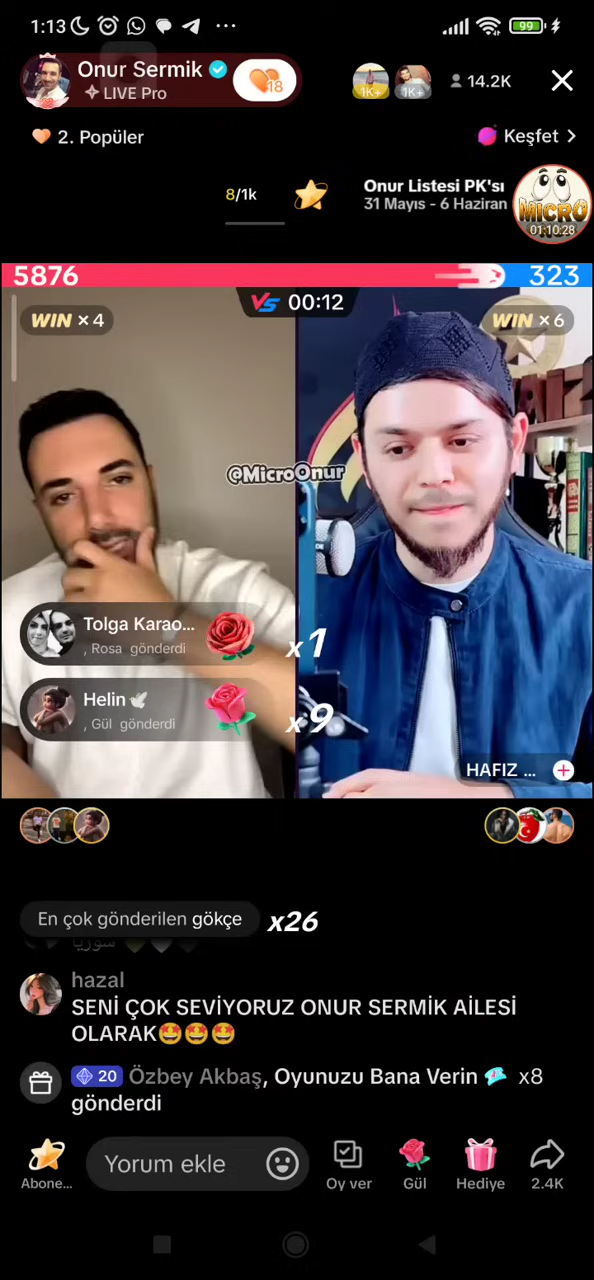 1:13
99
Onur Sermik
LIVE Pro
18
1K+
1K+
14.2K
2. Popüler
Keşfet
8/1k
Onur Listesi PK'sı
31 Mayıs - 6 Haziran
MICRO
01:10:28
5876
323
WIN x4
VS 00:12
WIN x6
@MicroOnur
Tolga Karao...
, Rosa gönderdi
x1
Helin
, Gül gönderdi
x9
HAFIZ ...
En çok gönderilen gökçe x26
سوريا
hazal
SENİ ÇOK SEVİYORUZ ONUR SERMİK AİLESİ
OLARAK🤩🤩🤩
20 Özbey Akbaş, Oyunuzu Bana Verin x8
gönderdi
Yorum ekle
Abone...
Oy ver
Gül
Hediye
2.4K